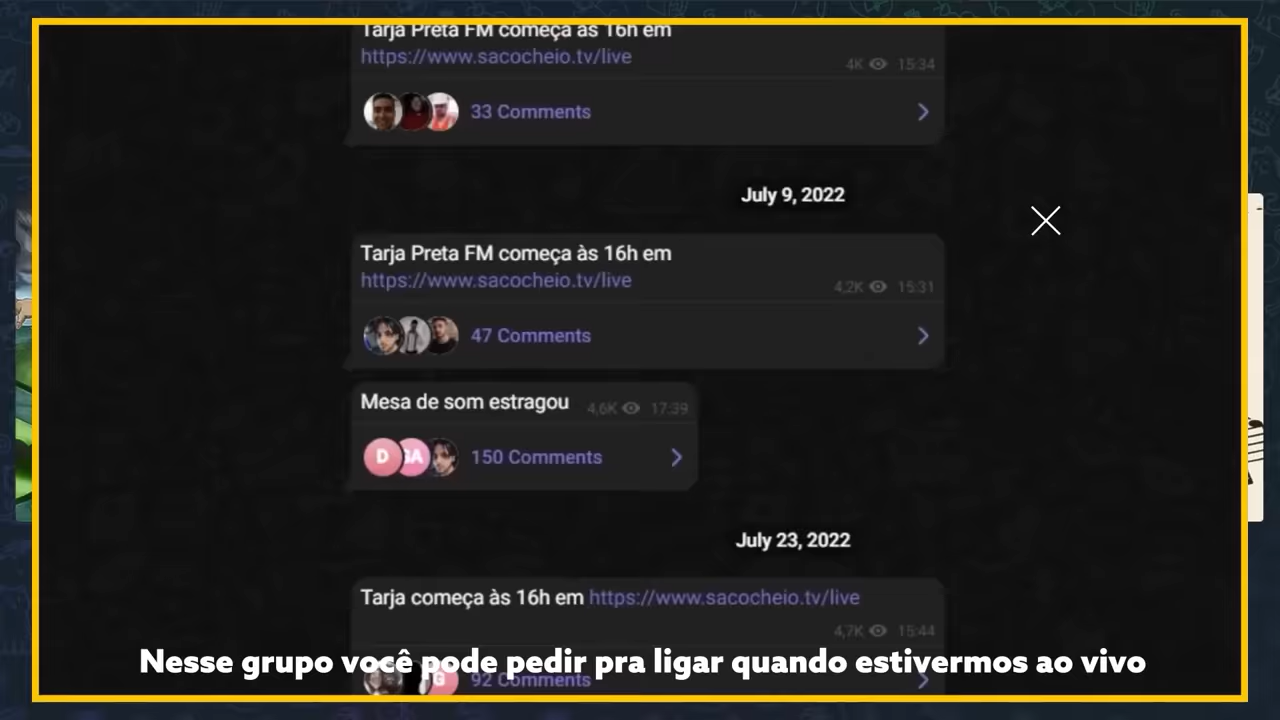 Tarja Preta FM começa às 16h em
https://www.sacocheio.tv/live
4K 15:34
33 Comments
July 9, 2022
Tarja Preta FM começa às 16h em
https://www.sacocheio.tv/live
4,2K 15:31
47 Comments
Mesa de som estragou 4,6K 17:39
D GA
150 Comments
July 23, 2022
Tarja começa às 16h em https://www.sacocheio.tv/live
4,7K 15:44
Nesse grupo você pode pedir pra ligar quando estivermos ao vivo
G 92 Comments